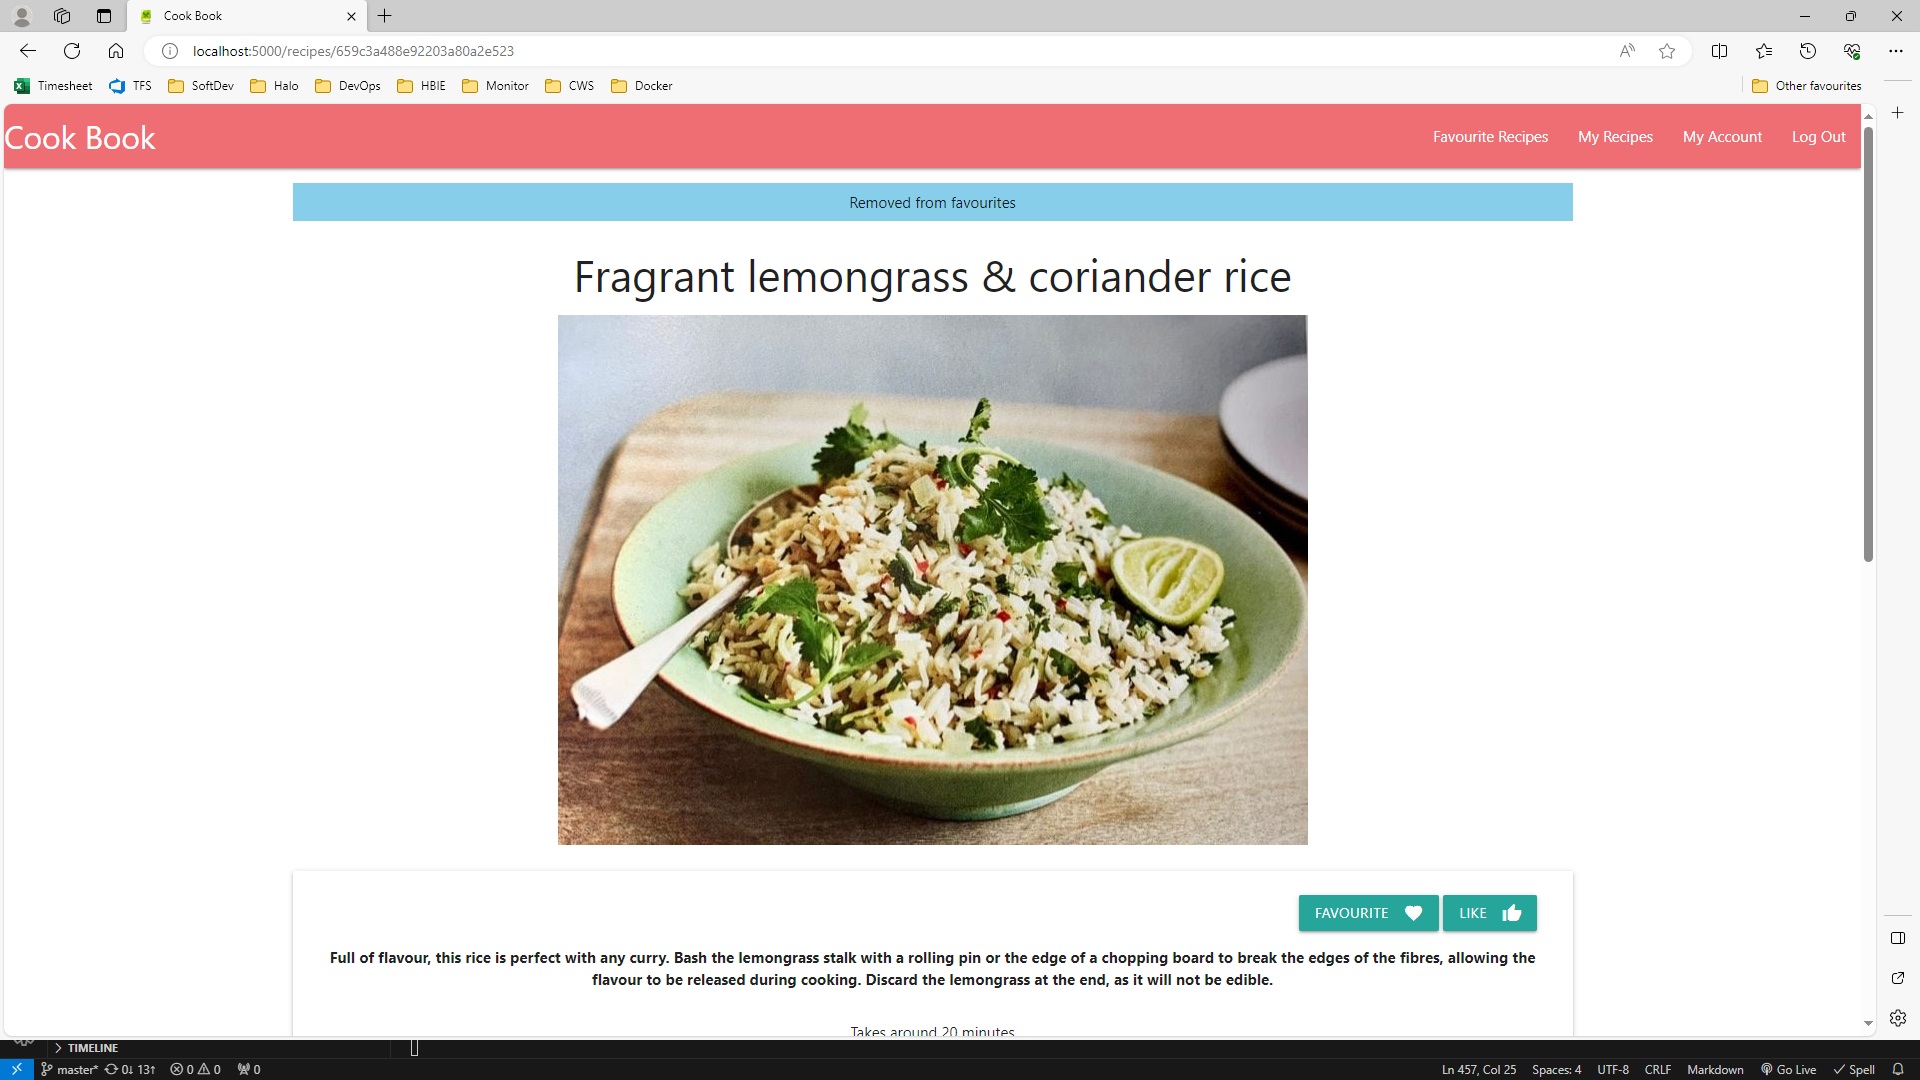 Cook Book
localhost:5000/recipes/659c3a488e92203a80a2e523
Timesheet TFS SoftDev Halo DevOps HBIE Monitor CWS Docker Other favourites
Cook Book Favourite Recipes My Recipes My Account Log Out
Removed from favourites
Fragrant lemongrass & coriander rice
FAVOURITE LIKE
Full of flavour, this rice is perfect with any curry. Bash the lemongrass stalk with a rolling pin or the edge of a chopping board to break the edges of the fibres, allowing the
flavour to be released during cooking. Discard the lemongrass at the end, as it will not be edible.
Takes around 20 minutes
TIMELINE
master* 0↓ 13↑ 0 0 0 Ln 457, Col 25 Spaces: 4 UTF-8 CRLF Markdown Go Live Spell